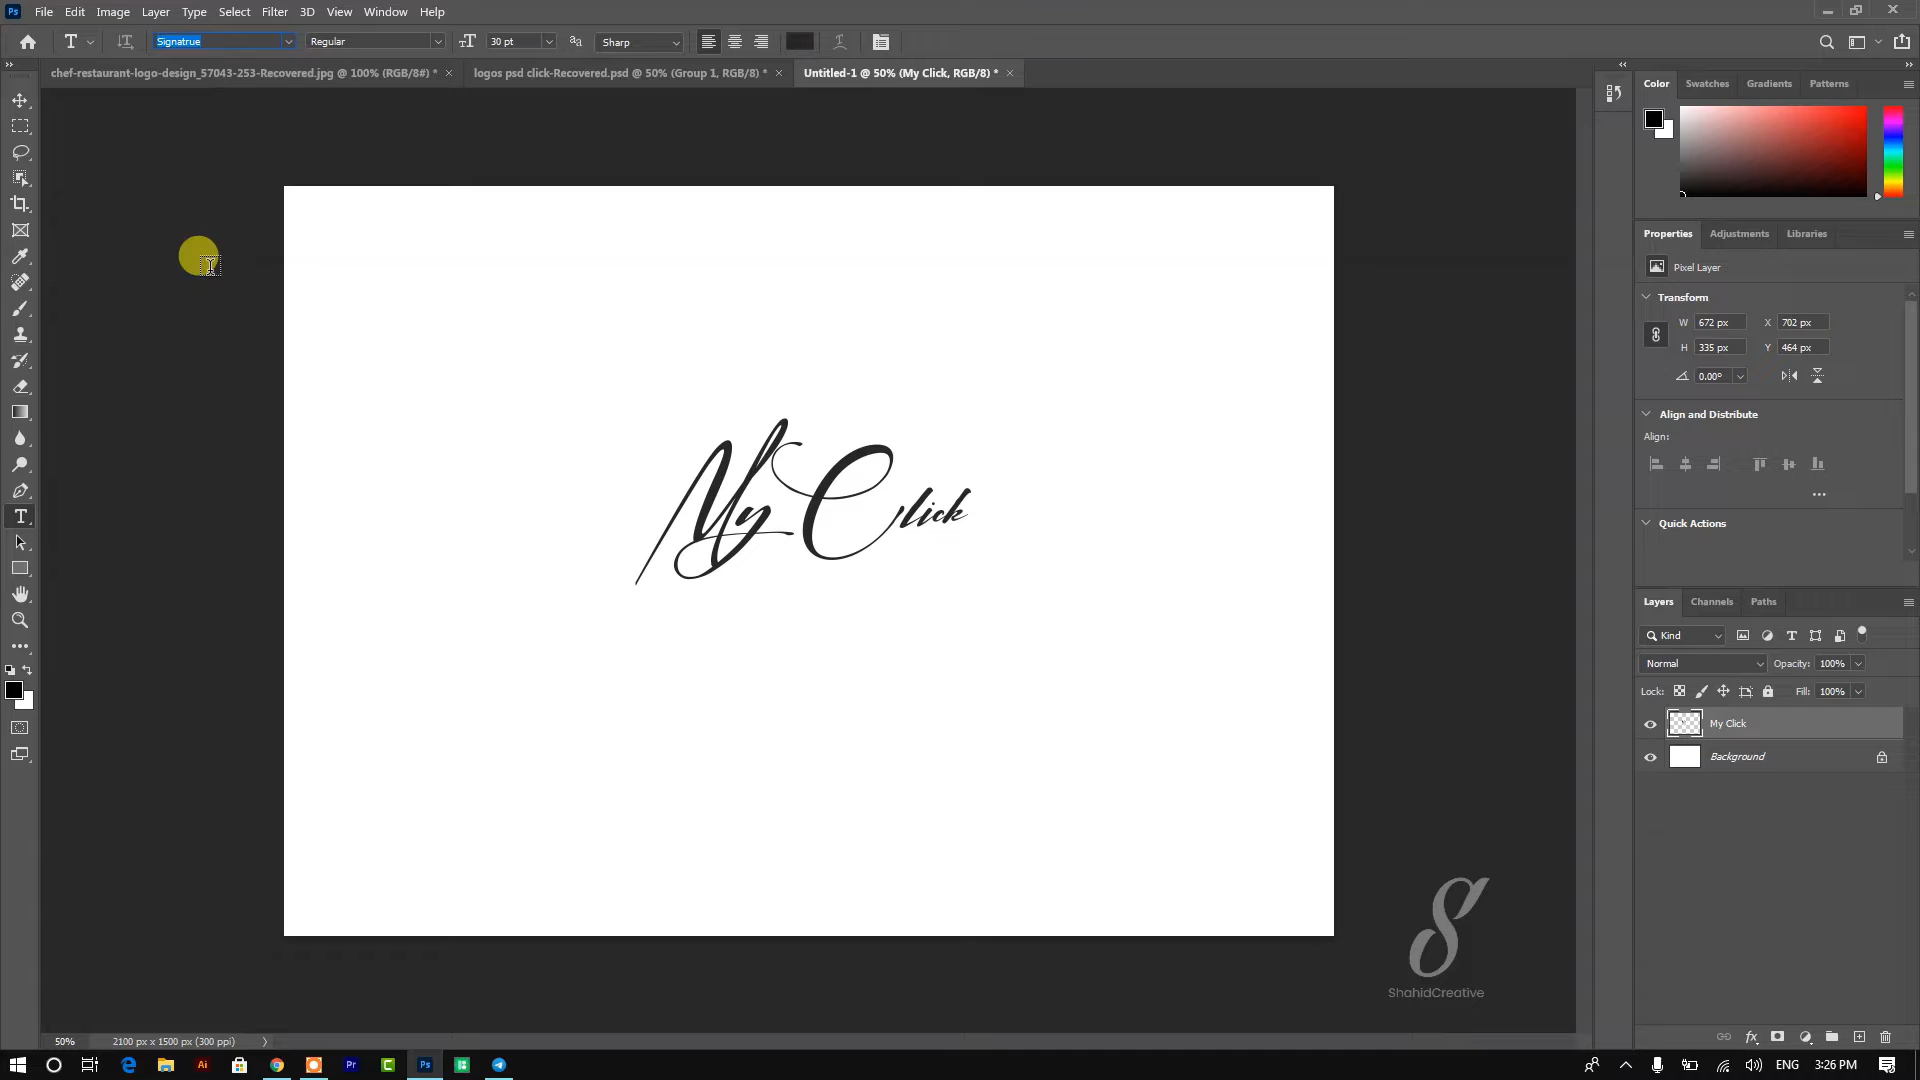 Ps File Edit Image Layer Type Select Filter 3D View Window Help
T Signatrue Regular 30 pt Sharp
chef-restaurant-logo-design_57043-253-Recovered.jpg @ 100% (RGB/8#) * × logos psd click-Recovered.psd @ 50% (Group 1, RGB/8) * × Untitled-1 @ 50% (My Click, RGB/8) * ×
Color Swatches Gradients Patterns
Properties Adjustments Libraries
Pixel Layer
Transform
W 672 px X 702 px
H 335 px Y 464 px
0.00°
Align and Distribute
Align:
Quick Actions
My Click
Layers Channels Paths
Kind
Normal Opacity: 100%
Lock: Fill: 100%
My Click
Background
S
ShahidCreative
50% 2100 px x 1500 px (300 ppi)
Ai Pr C Ps ENG 3:26 PM